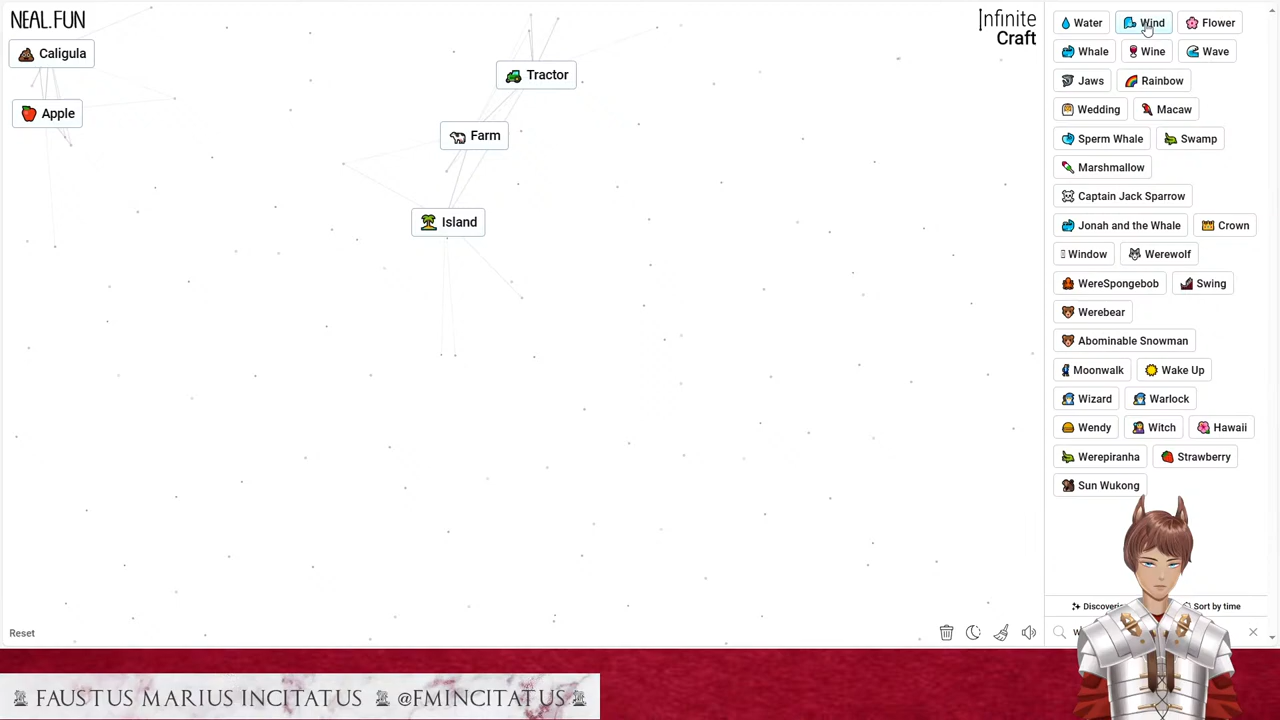 NEAL.FUN
Infinite
Craft
Caligula
Apple
Tractor
Farm
Island
Water
Wind
Flower
Whale
Wine
Wave
Jaws
Rainbow
Wedding
Macaw
Sperm Whale
Swamp
Marshmallow
Captain Jack Sparrow
Jonah and the Whale
Crown
Window
Werewolf
WereSpongebob
Swing
Werebear
Abominable Snowman
Moonwalk
Wake Up
Wizard
Warlock
Wendy
Witch
Hawaii
Werepiranha
Strawberry
Sun Wukong
Sort by time
Reset
FAUSTUS MARIUS INCITATUS @FMINCITATUS